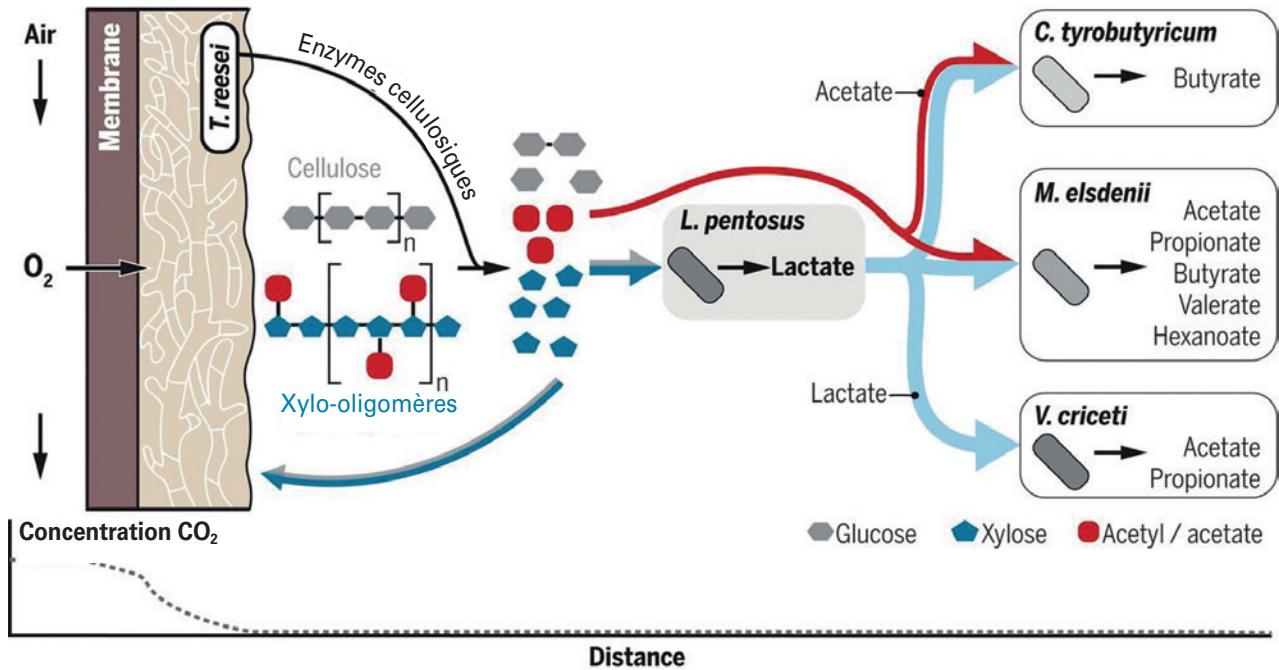 Air
Membrane
T. reesei
O₂
Enzymes cellulosiques
Cellulose
n
n
Xylo-oligomères
L. pentosus
Lactate
Acetate
Lactate
C. tyrobutyricum
Butyrate
M. elsdenii
Acetate
Propionate
Butyrate
Valerate
Hexanoate
V. criceti
Acetate
Propionate
Glucose
Xylose
Acetyl / acetate
Concentration CO₂
Distance